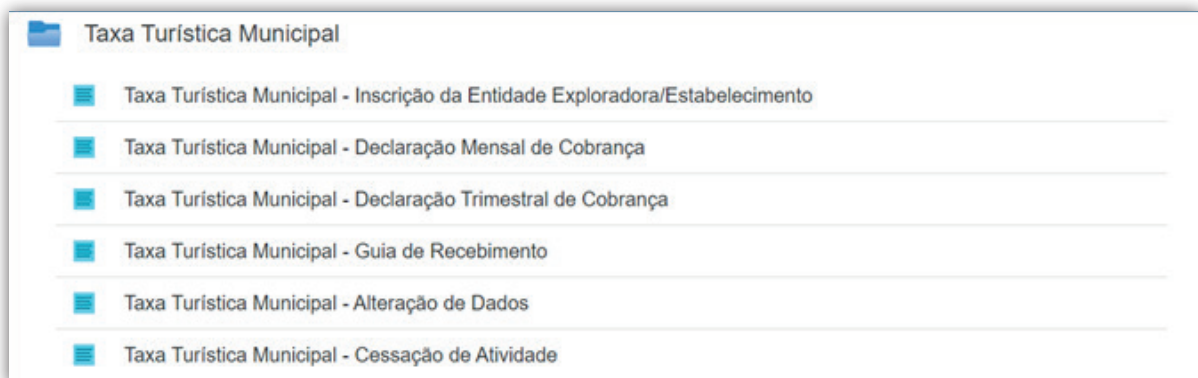 Taxa Turística Municipal
Taxa Turística Municipal - Inscrição da Entidade Exploradora/Estabelecimento
Taxa Turística Municipal - Declaração Mensal de Cobrança
Taxa Turística Municipal - Declaração Trimestral de Cobrança
Taxa Turística Municipal - Guia de Recebimento
Taxa Turística Municipal - Alteração de Dados
Taxa Turística Municipal - Cessação de Atividade